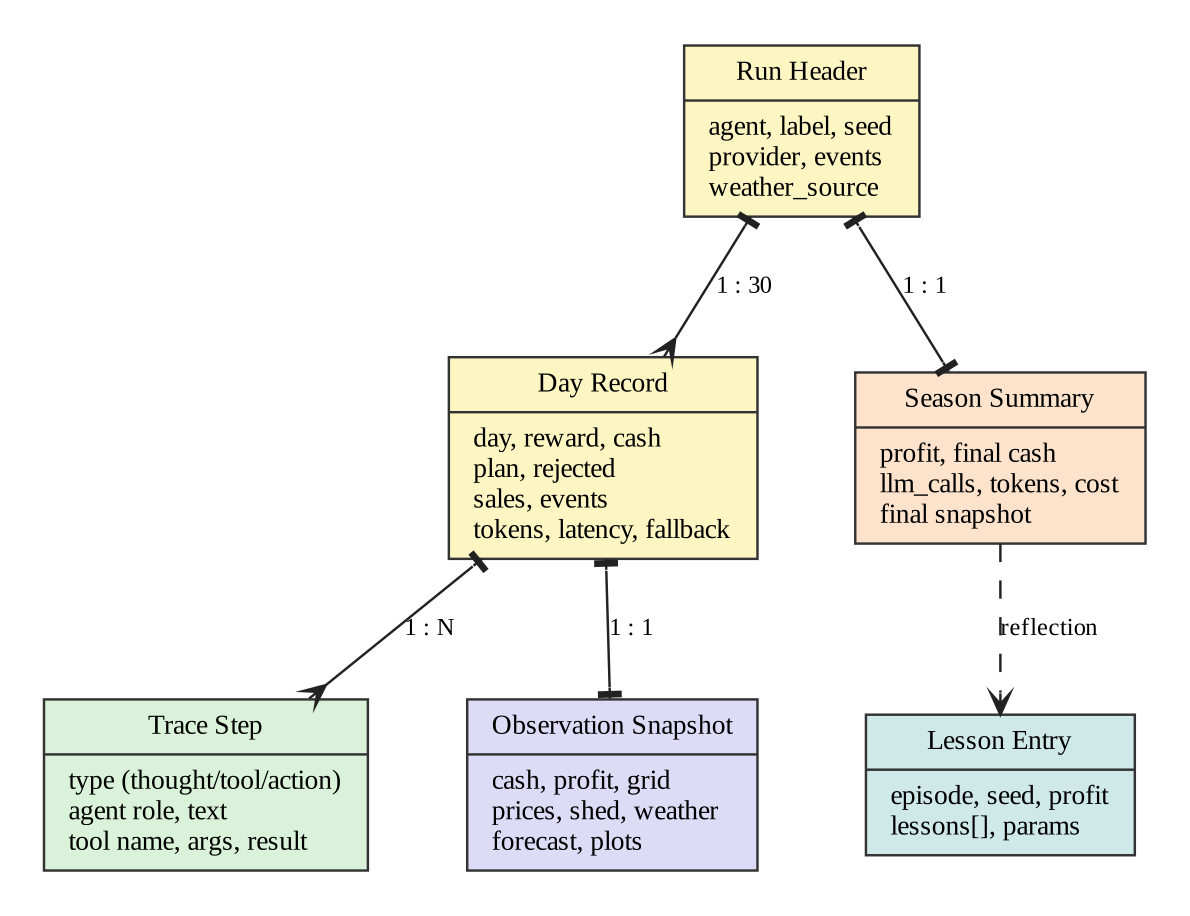 Run Header
agent, label, seed
provider, events
weather_source
1 : 30
1 : 1
Day Record
day, reward, cash
plan, rejected
sales, events
tokens, latency, fallback
Season Summary
profit, final cash
llm_calls, tokens, cost
final snapshot
1 : N
1 : 1
reflection
Trace Step
type (thought/tool/action)
agent role, text
tool name, args, result
Observation Snapshot
cash, profit, grid
prices, shed, weather
forecast, plots
Lesson Entry
episode, seed, profit
lessons[], params